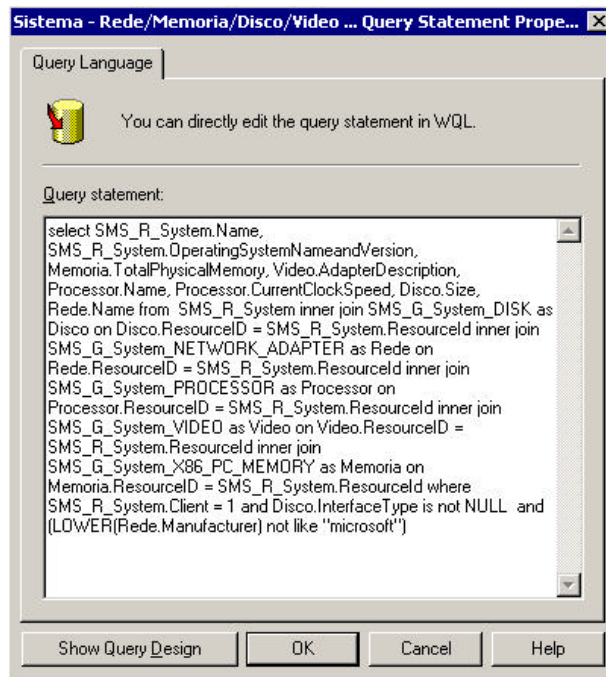 Sistema - Rede/Memoria/Disco/Video ... Query Statement Prope...
Query Language
You can directly edit the query statement in WQL.
Query statement:
select SMS_R_System.Name,
SMS_R_System.OperatingSystemNameandVersion,
Memoria.TotalPhysicalMemory, Video.AdapterDescription,
Processor.Name, Processor.CurrentClockSpeed, Disco.Size,
Rede.Name from  SMS_R_System inner join SMS_G_System_DISK as
Disco on Disco.ResourceID = SMS_R_System.ResourceId inner join
SMS_G_System_NETWORK_ADAPTER as Rede on
Rede.ResourceID = SMS_R_System.ResourceId inner join
SMS_G_System_PROCESSOR as Processor on
Processor.ResourceID = SMS_R_System.ResourceId inner join
SMS_G_System_VIDEO as Video on Video.ResourceID =
SMS_R_System.ResourceId inner join
SMS_G_System_X86_PC_MEMORY as Memoria on
Memoria.ResourceID = SMS_R_System.ResourceId where
SMS_R_System.Client = 1 and Disco.InterfaceType is not NULL  and
(LOWER(Rede.Manufacturer) not like "microsoft")
Show Query Design
OK
Cancel
Help